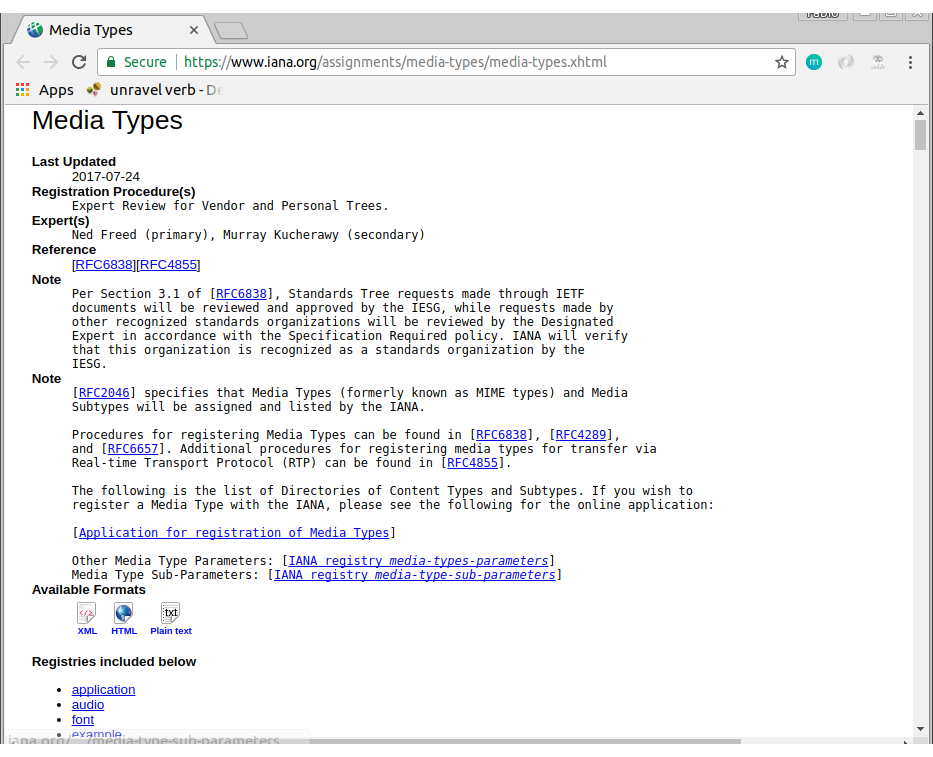 Fabio
Media Types
Secure https://www.iana.org/assignments/media-types/media-types.xhtml
m
Apps unravel verb - De
Media Types
Last Updated
2017-07-24
Registration Procedure(s)
Expert Review for Vendor and Personal Trees.
Expert(s)
Ned Freed (primary), Murray Kucherawy (secondary)
Reference
[RFC6838][RFC4855]
Note
Per Section 3.1 of [RFC6838], Standards Tree requests made through IETF
documents will be reviewed and approved by the IESG, while requests made by
other recognized standards organizations will be reviewed by the Designated
Expert in accordance with the Specification Required policy. IANA will verify
that this organization is recognized as a standards organization by the
IESG.
Note
[RFC2046] specifies that Media Types (formerly known as MIME types) and Media
Subtypes will be assigned and listed by the IANA.
Procedures for registering Media Types can be found in [RFC6838], [RFC4289],
and [RFC6657]. Additional procedures for registering media types for transfer via
Real-time Transport Protocol (RTP) can be found in [RFC4855].
The following is the list of Directories of Content Types and Subtypes. If you wish to
register a Media Type with the IANA, please see the following for the online application:
[Application for registration of Media Types]
Other Media Type Parameters: [IANA registry media-types-parameters]
Media Type Sub-Parameters: [IANA registry media-type-sub-parameters]
Available Formats
</> txt
XML HTML Plain text
Registries included below
• application
• audio
• font
• example
iana.org/.../media-type-sub-parameters